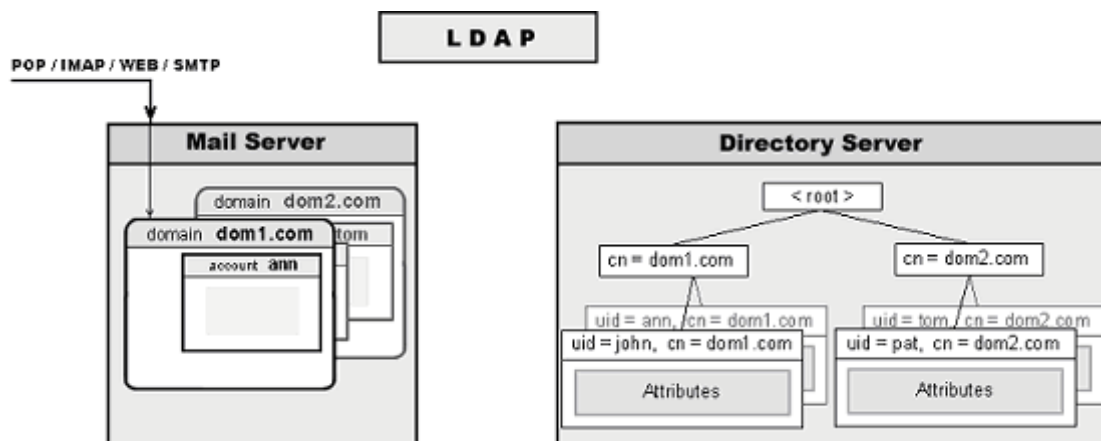 LDAP
POP / IMAP / WEB / SMTP
Mail Server
domain dom2.com
tom
domain dom1.com
account ann
Directory Server
< root >
cn = dom1.com
cn = dom2.com
uid = ann, cn = dom1.com
uid = john, cn = dom1.com
Attributes
uid = tom, cn = dom2.com
uid = pat, cn = dom2.com
Attributes